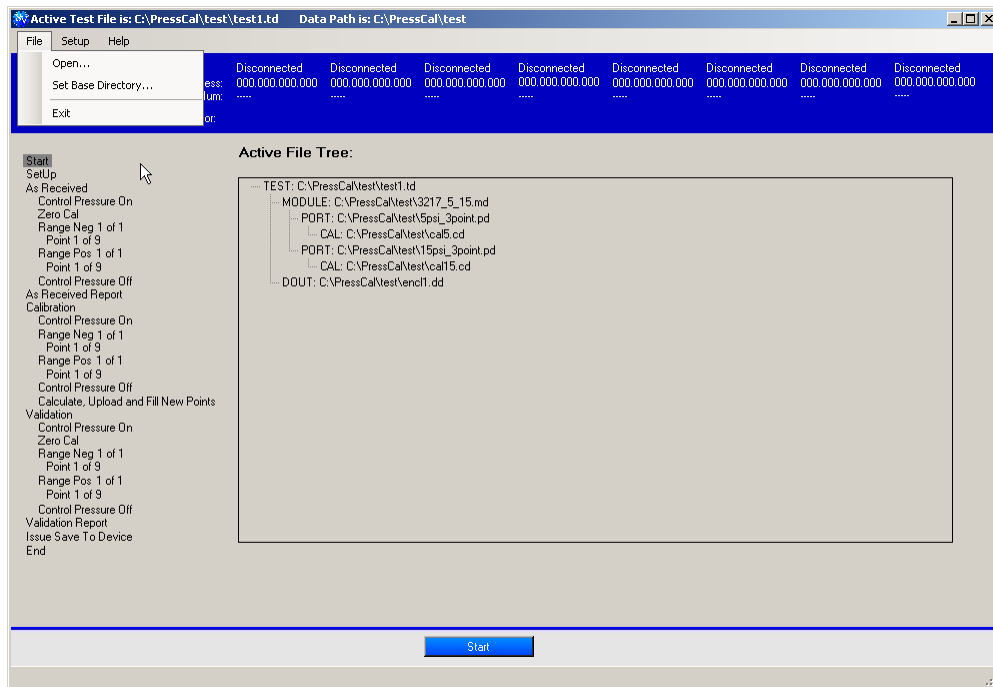 Active Test File is: C:\PressCal\test\test1.td Data Path is: C:\PressCal\test
File Setup Help
Open...
Set Base Directory...
Exit
Disconnected Disconnected Disconnected Disconnected Disconnected Disconnected Disconnected Disconnected
ess: 000.000.000.000 000.000.000.000 000.000.000.000 000.000.000.000 000.000.000.000 000.000.000.000 000.000.000.000 000.000.000.000
lum: ----- ----- ----- ----- ----- ----- ----- -----
or:
Start
SetUp
As Received
Control Pressure On
Zero Cal
Range Neg 1 of 1
Point 1 of 9
Range Pos 1 of 1
Point 1 of 9
Control Pressure Off
As Received Report
Calibration
Control Pressure On
Range Neg 1 of 1
Point 1 of 9
Range Pos 1 of 1
Point 1 of 9
Control Pressure Off
Calculate, Upload and Fill New Points
Validation
Control Pressure On
Zero Cal
Range Neg 1 of 1
Point 1 of 9
Range Pos 1 of 1
Point 1 of 9
Control Pressure Off
Validation Report
Issue Save To Device
End
Active File Tree:
TEST: C:\PressCal\test\test1.td
MODULE: C:\PressCal\test\3217_5_15.md
PORT: C:\PressCal\test\5psi_3point.pd
CAL: C:\PressCal\test\cal5.cd
PORT: C:\PressCal\test\15psi_3point.pd
CAL: C:\PressCal\test\cal15.cd
DOUT: C:\PressCal\test\encl1.dd
Start